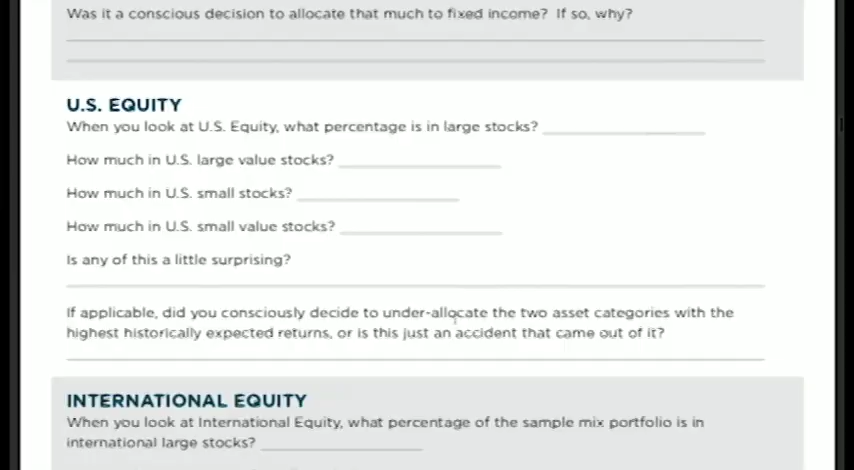 Was it a conscious decision to allocate that much to fixed income? If so, why?
U.S. EQUITY
When you look at U.S. Equity, what percentage is in large stocks?
How much in U.S. large value stocks?
How much in U.S. small stocks?
How much in U.S. small value stocks?
Is any of this a little surprising?
If applicable, did you consciously decide to under-allocate the two asset categories with the
highest historically expected returns, or is this just an accident that came out of it?
INTERNATIONAL EQUITY
When you look at International Equity, what percentage of the sample mix portfolio is in
international large stocks?